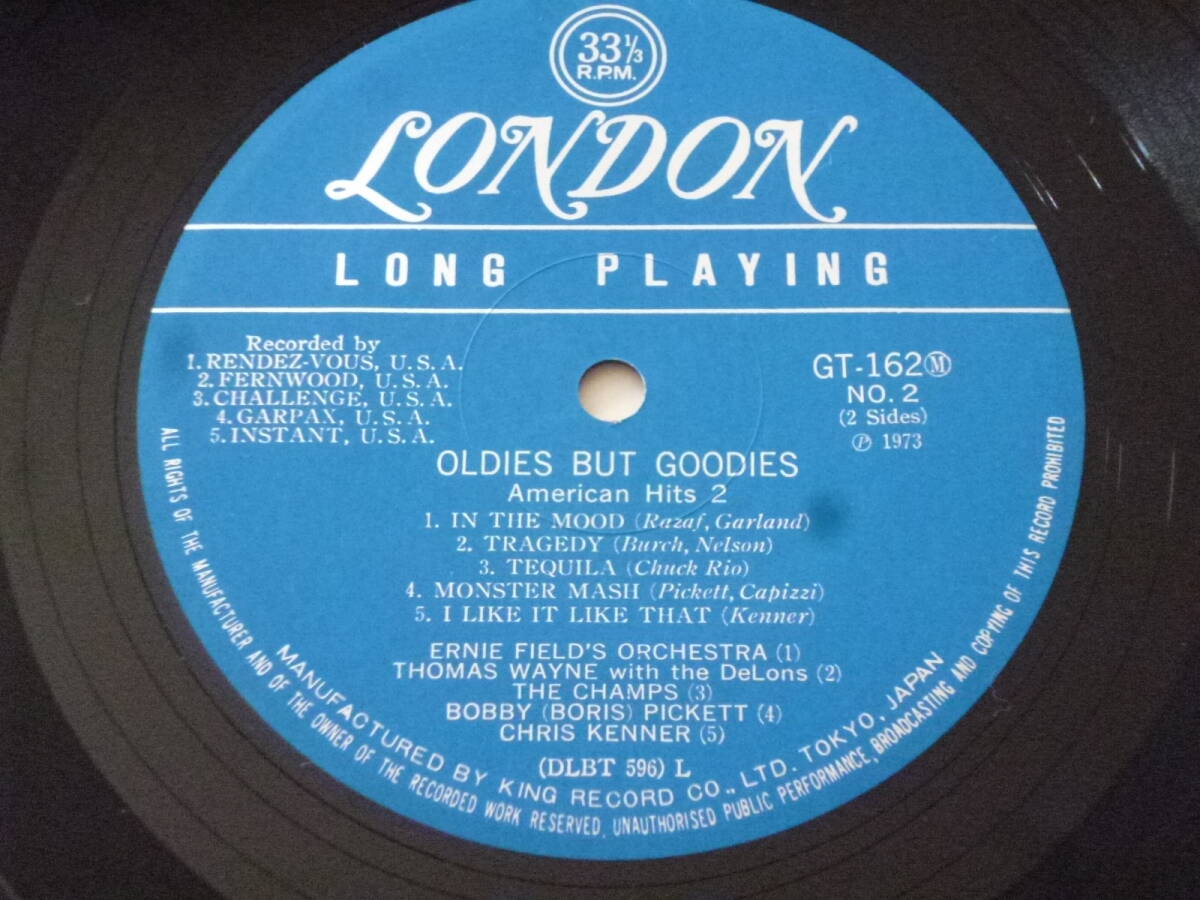 33⅓
R.P.M.
LONDON
LONG PLAYING
Recorded by
1. RENDEZ-VOUS, U.S.A.
2. FERNWOOD, U.S.A.
3. CHALLENGE, U.S.A.
4. GARPAX, U.S.A.
5. INSTANT, U.S.A.
GT-162Ⓜ
NO. 2
(2 Sides)
℗ 1973
OLDIES BUT GOODIES
American Hits 2
1. IN THE MOOD (Razaf, Garland)
2. TRAGEDY (Burch, Nelson)
3. TEQUILA (Chuck Rio)
4. MONSTER MASH (Pickett, Capizzi)
5. I LIKE IT LIKE THAT (Kenner)
ERNIE FIELD'S ORCHESTRA (1)
THOMAS WAYNE with the DeLons (2)
THE CHAMPS (3)
BOBBY (BORIS) PICKETT (4)
CHRIS KENNER (5)
(DLBT 596) L
MANUFACTURED BY KING RECORD CO., LTD. TOKYO, JAPAN
ALL RIGHTS OF THE MANUFACTURER AND OF THE OWNER OF THE RECORDED WORK RESERVED. UNAUTHORISED PUBLIC PERFORMANCE, BROADCASTING AND COPYING OF THIS RECORD PROHIBITED